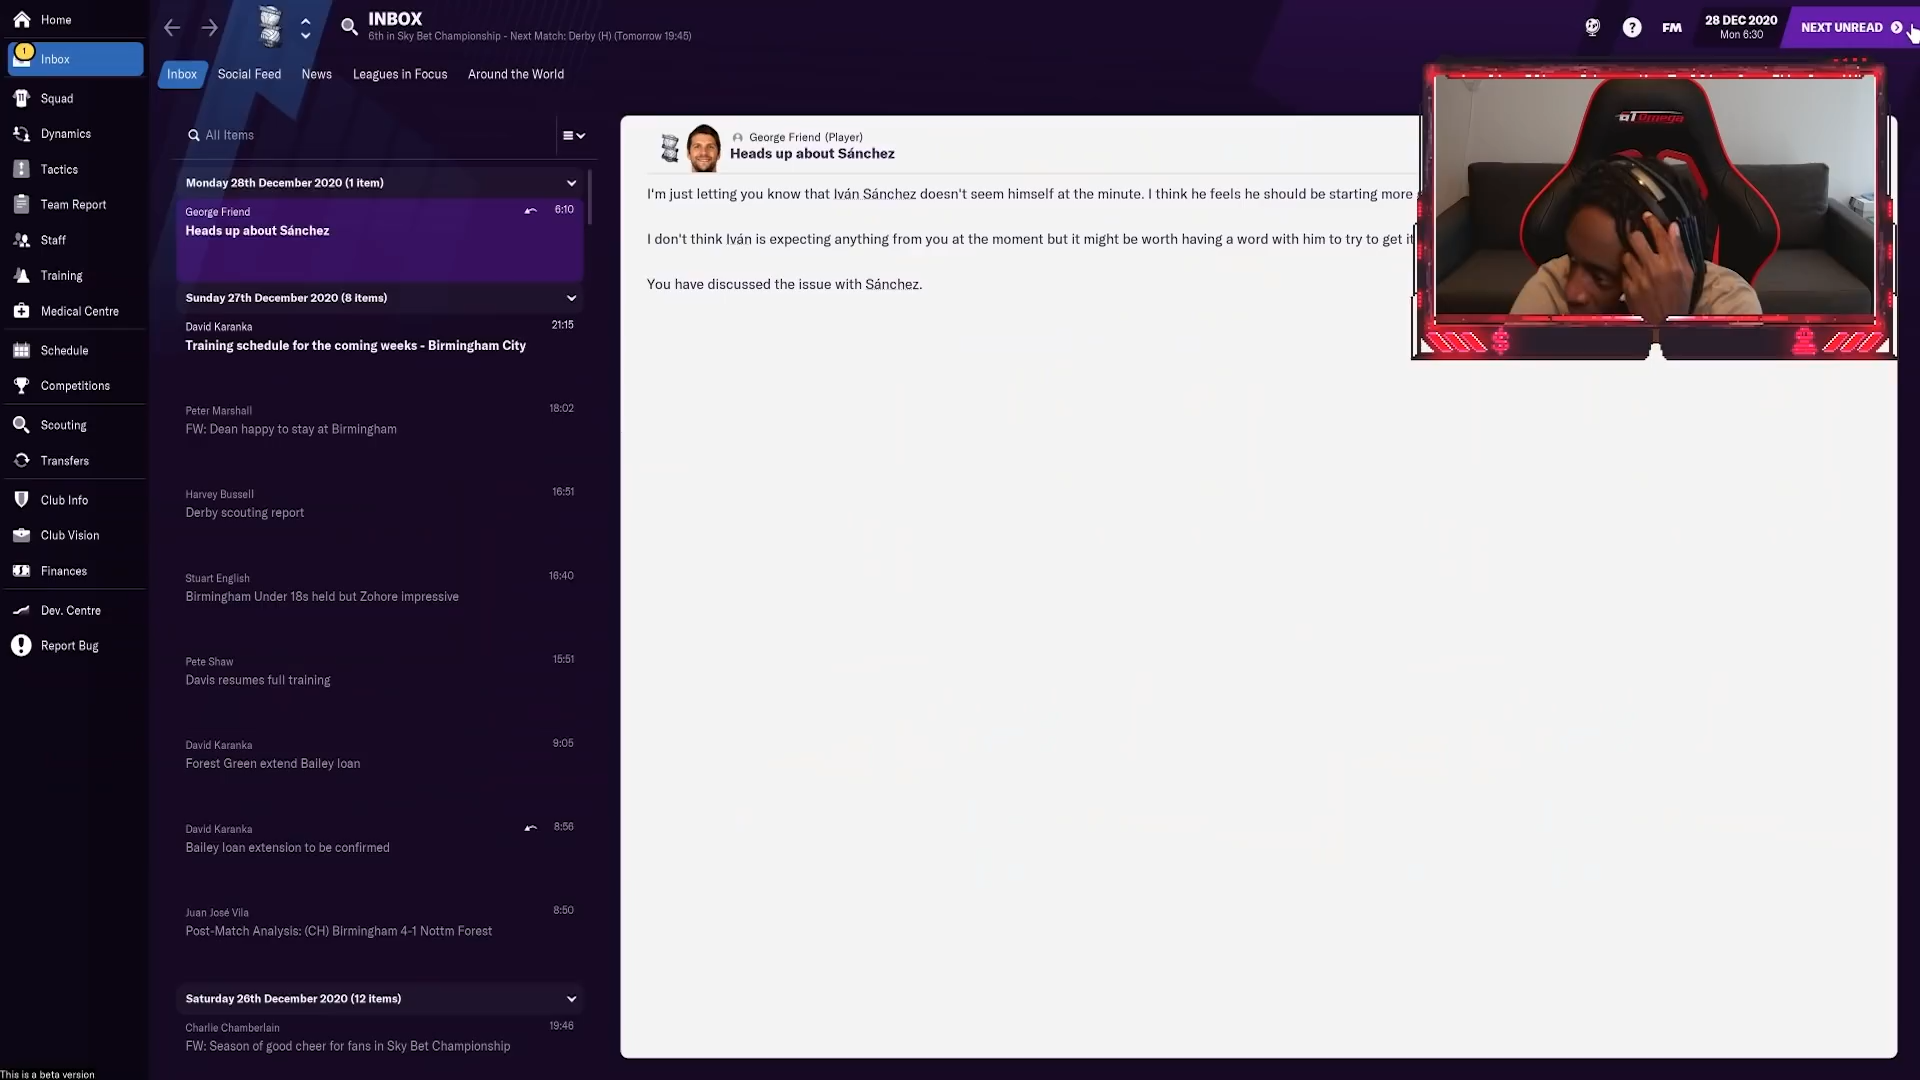 Home
Inbox
1
Squad
Dynamics
Tactics
Team Report
Staff
Training
Medical Centre
Schedule
Competitions
Scouting
Transfers
Club Info
Club Vision
Finances
Dev. Centre
Report Bug
This is a beta version
INBOX
6th in Sky Bet Championship - Next Match: Derby (H) (Tomorrow 19:45)
FM
28 DEC 2020
Mon 6:30
NEXT UNREAD
Inbox
Social Feed
News
Leagues in Focus
Around the World
All Items
Monday 28th December 2020 (1 item)
George Friend
6:10
Heads up about Sánchez
Sunday 27th December 2020 (8 items)
David Karanka
21:15
Training schedule for the coming weeks - Birmingham City
Peter Marshall
18:02
FW: Dean happy to stay at Birmingham
Harvey Bussell
16:51
Derby scouting report
Stuart English
16:40
Birmingham Under 18s held but Zohore impressive
Pete Shaw
15:51
Davis resumes full training
David Karanka
9:05
Forest Green extend Bailey loan
David Karanka
8:56
Bailey loan extension to be confirmed
Juan José Vila
8:50
Post-Match Analysis: (CH) Birmingham 4-1 Nottm Forest
Saturday 26th December 2020 (12 items)
Charlie Chamberlain
19:46
FW: Season of good cheer for fans in Sky Bet Championship
George Friend (Player)
Heads up about Sánchez
I'm just letting you know that Iván Sánchez doesn't seem himself at the minute. I think he feels he should be starting more
I don't think Iván is expecting anything from you at the moment but it might be worth having a word with him to try to get
You have discussed the issue with Sánchez.
GT Omega